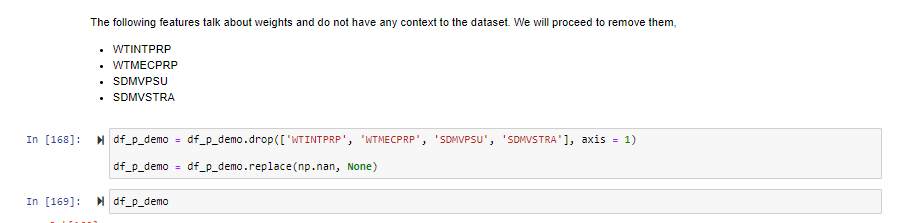 The following features talk about weights and do not have any context to the dataset. We will proceed to remove them,
• WTINTPRP
• WTMECPRP
• SDMVPSU
• SDMVSTRA
In [168]: df_p_demo = df_p_demo.drop(['WTINTPRP', 'WTMECPRP', 'SDMVPSU', 'SDMVSTRA'], axis = 1)
df_p_demo = df_p_demo.replace(np.nan, None)
In [169]: df_p_demo